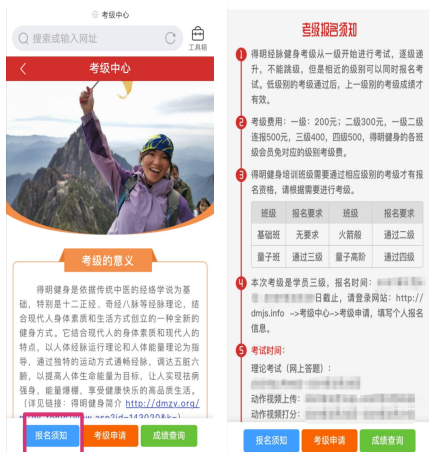 考级中心
搜索或输入网址
工具箱
考级中心
考级的意义
得明健身是依据传统中医的经络学说为基
础，特别是十二正经、奇经八脉等经脉理论，结
合现代人身体素质和生活方式创立的一种全新的
健身方式。它结合现代人的身体素质和现代人的
特点，以人体经脉运行理论和人体能量理论为指
导，通过独特的运动方式通畅经脉，调达五脏六
腑，以提高人体生命能量为目标，让人实现祛病
强身，能量爆棚，享受健康快乐的高品质生活。
（详见链接：得明健身简介 http://dmzv.org/
报名须知 考级申请 成绩查询
考级报名须知
1 得明经脉健身考级从一级开始进行考试，逐级递
升，不能跳级，但是相近的级别可以同时报名考
试。低级别的考级通过后，上一级别的考级成绩才
有效。
2 考级费用：一级：200元；二级300元，一级二级
连报500元，三级400，四级500，得明健身的各班
级会员免对应的级别考级费。
3 得明健身培训班级需要通过相应级别的考级才有报
名资格，请根据需要进行考级。
班级 报名要求 班级 报名要求
基础班 无要求 火箭般 通过二级
量子班 通过三级 量子高阶 通过四级
4 本次考级是学员三级，报名时间：
日截止，请登录网站：http://
dmjs.info ->考级中心->考级申请，填写个人报名
信息。
5 考试时间：
理论考试（网上答题）：
动作视频上传：
动作视频打分：
报名须知 考级申请 成绩查询